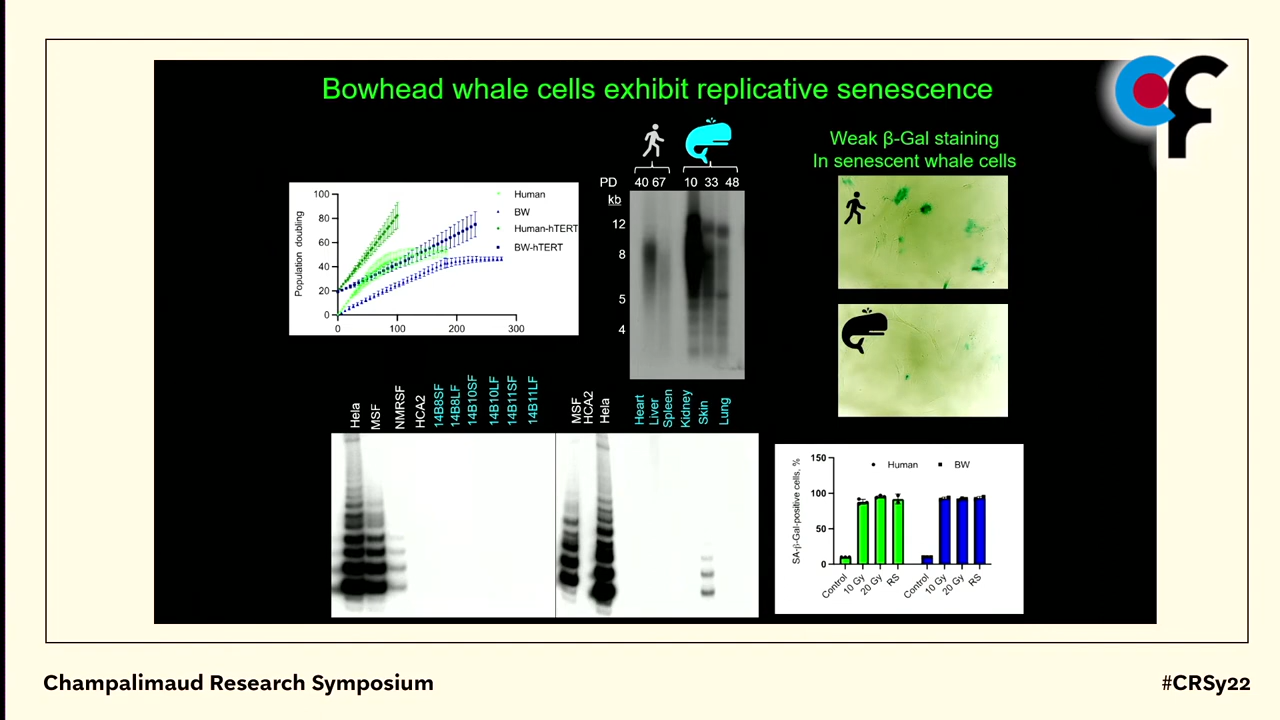 Bowhead whale cells exhibit replicative senescence
cf
Population doubling
100
80
60
40
20
0
0 100 200 300
Human
BW
Human-hTERT
BW-hTERT
PD 40 67 10 33 48
kb
12
8
5
4
Weak β-Gal staining
In senescent whale cells
Hela
MSF
NMRSF
HCA2
14B8SF
14B8LF
14B10SF
14B10LF
14B11SF
14B11LF
MSF
HCA2
Hela
Heart
Liver
Spleen
Kidney
Skin
Lung
SA-β-Gal-positive cells, %
150
100
50
0
Human BW
Control
10 Gy
20 Gy
RS
Control
10 Gy
20 Gy
RS
Champalimaud Research Symposium
#CRSy22